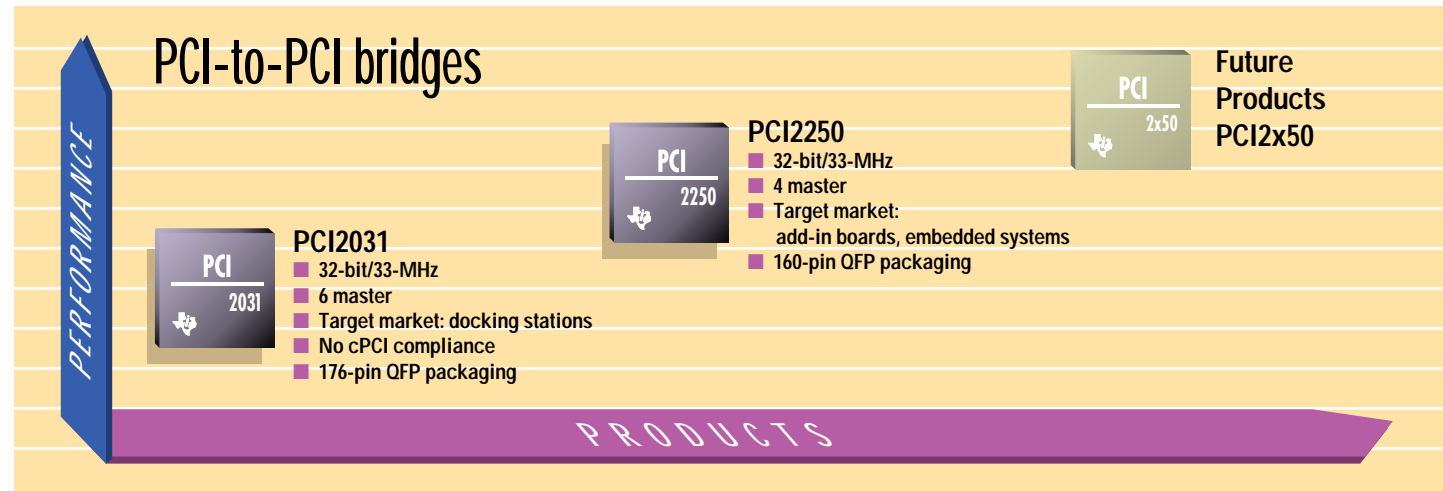 PCI-to-PCI bridges
PERFORMANCE
PCI
2031
PCI2031
32-bit/33-MHz
6 master
Target market: docking stations
No cPCI compliance
176-pin QFP packaging
PCI
2250
PCI2250
32-bit/33-MHz
4 master
Target market:
add-in boards, embedded systems
160-pin QFP packaging
PCI
2x50
Future
Products
PCI2x50
PRODUCTS